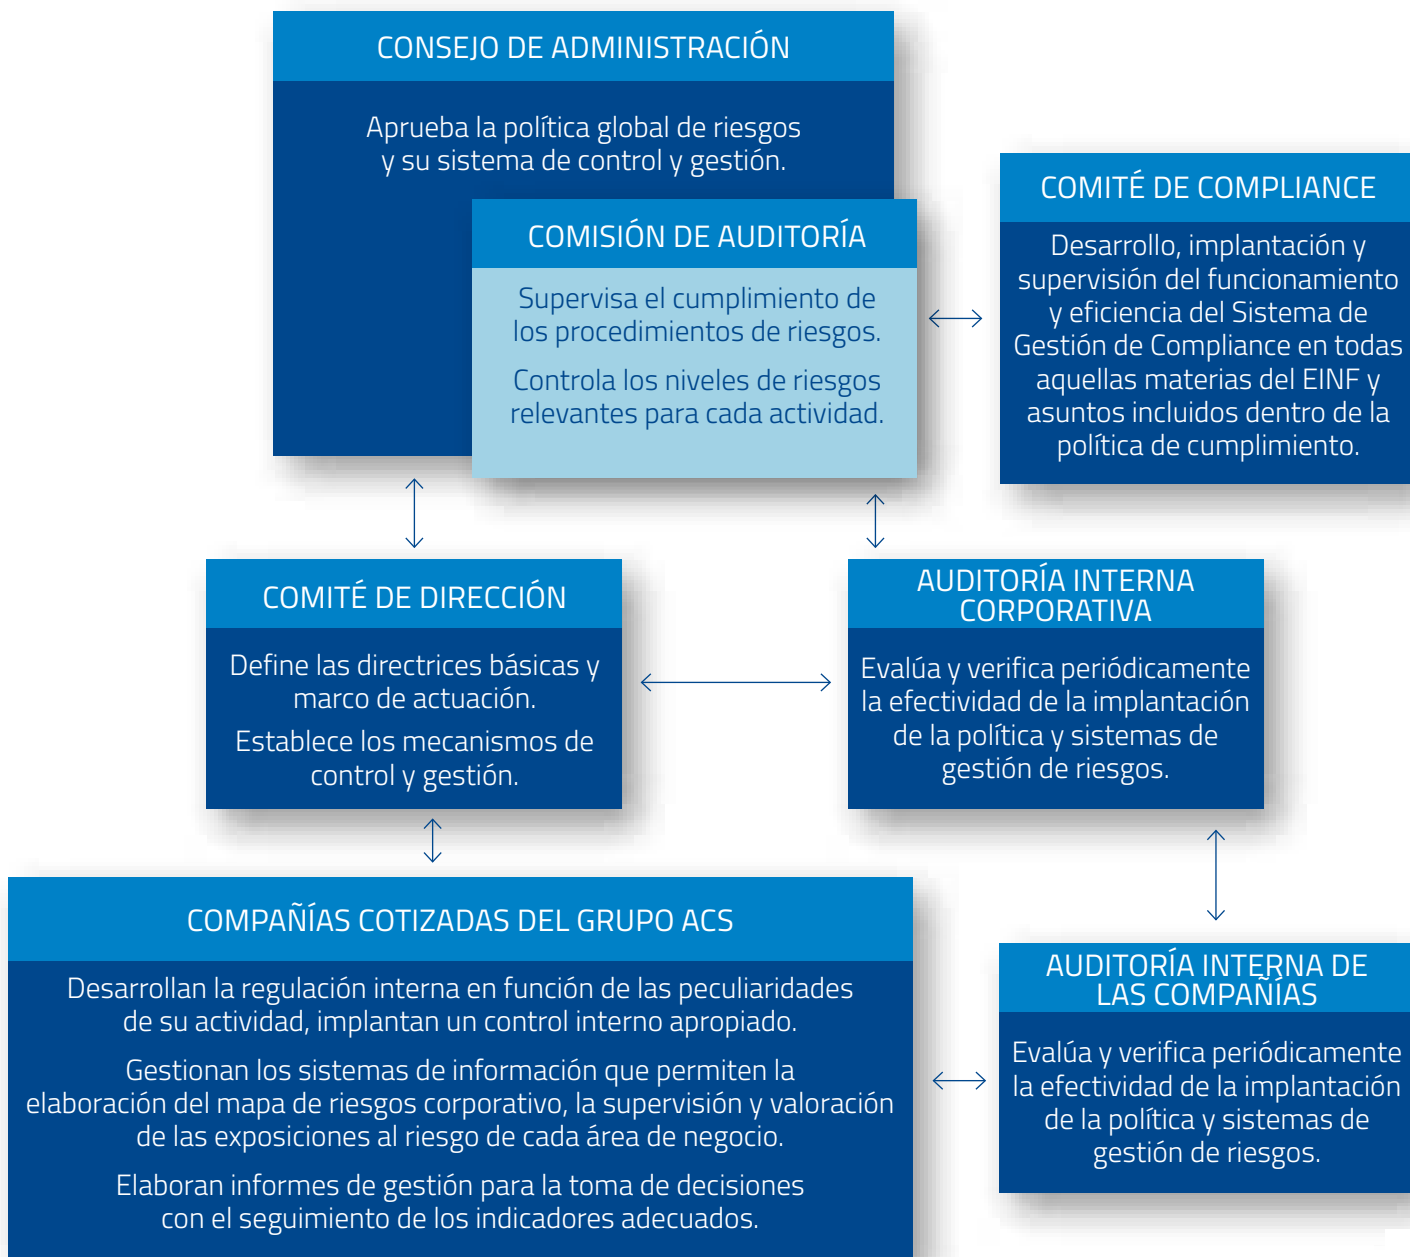 CONSEJO DE ADMINISTRACIÓN
Aprueba la política global de riesgos
y su sistema de control y gestión.
COMISIÓN DE AUDITORÍA
Supervisa el cumplimiento de
los procedimientos de riesgos.
Controla los niveles de riesgos
relevantes para cada actividad.
COMITÉ DE COMPLIANCE
Desarrollo, implantación y
supervisión del funcionamiento
y eficiencia del Sistema de
Gestión de Compliance en todas
aquellas materias del EINF y
asuntos incluidos dentro de la
política de cumplimiento.
COMITÉ DE DIRECCIÓN
Define las directrices básicas y
marco de actuación.
Establece los mecanismos de
control y gestión.
AUDITORÍA INTERNA
CORPORATIVA
Evalúa y verifica periódicamente
la efectividad de la implantación
de la política y sistemas de
gestión de riesgos.
COMPAÑÍAS COTIZADAS DEL GRUPO ACS
Desarrollan la regulación interna en función de las peculiaridades
de su actividad, implantan un control interno apropiado.
Gestionan los sistemas de información que permiten la
elaboración del mapa de riesgos corporativo, la supervisión y valoración
de las exposiciones al riesgo de cada área de negocio.
Elaboran informes de gestión para la toma de decisiones
con el seguimiento de los indicadores adecuados.
AUDITORÍA INTERNA DE
LAS COMPAÑÍAS
Evalúa y verifica periódicamente
la efectividad de la implantación
de la política y sistemas de
gestión de riesgos.